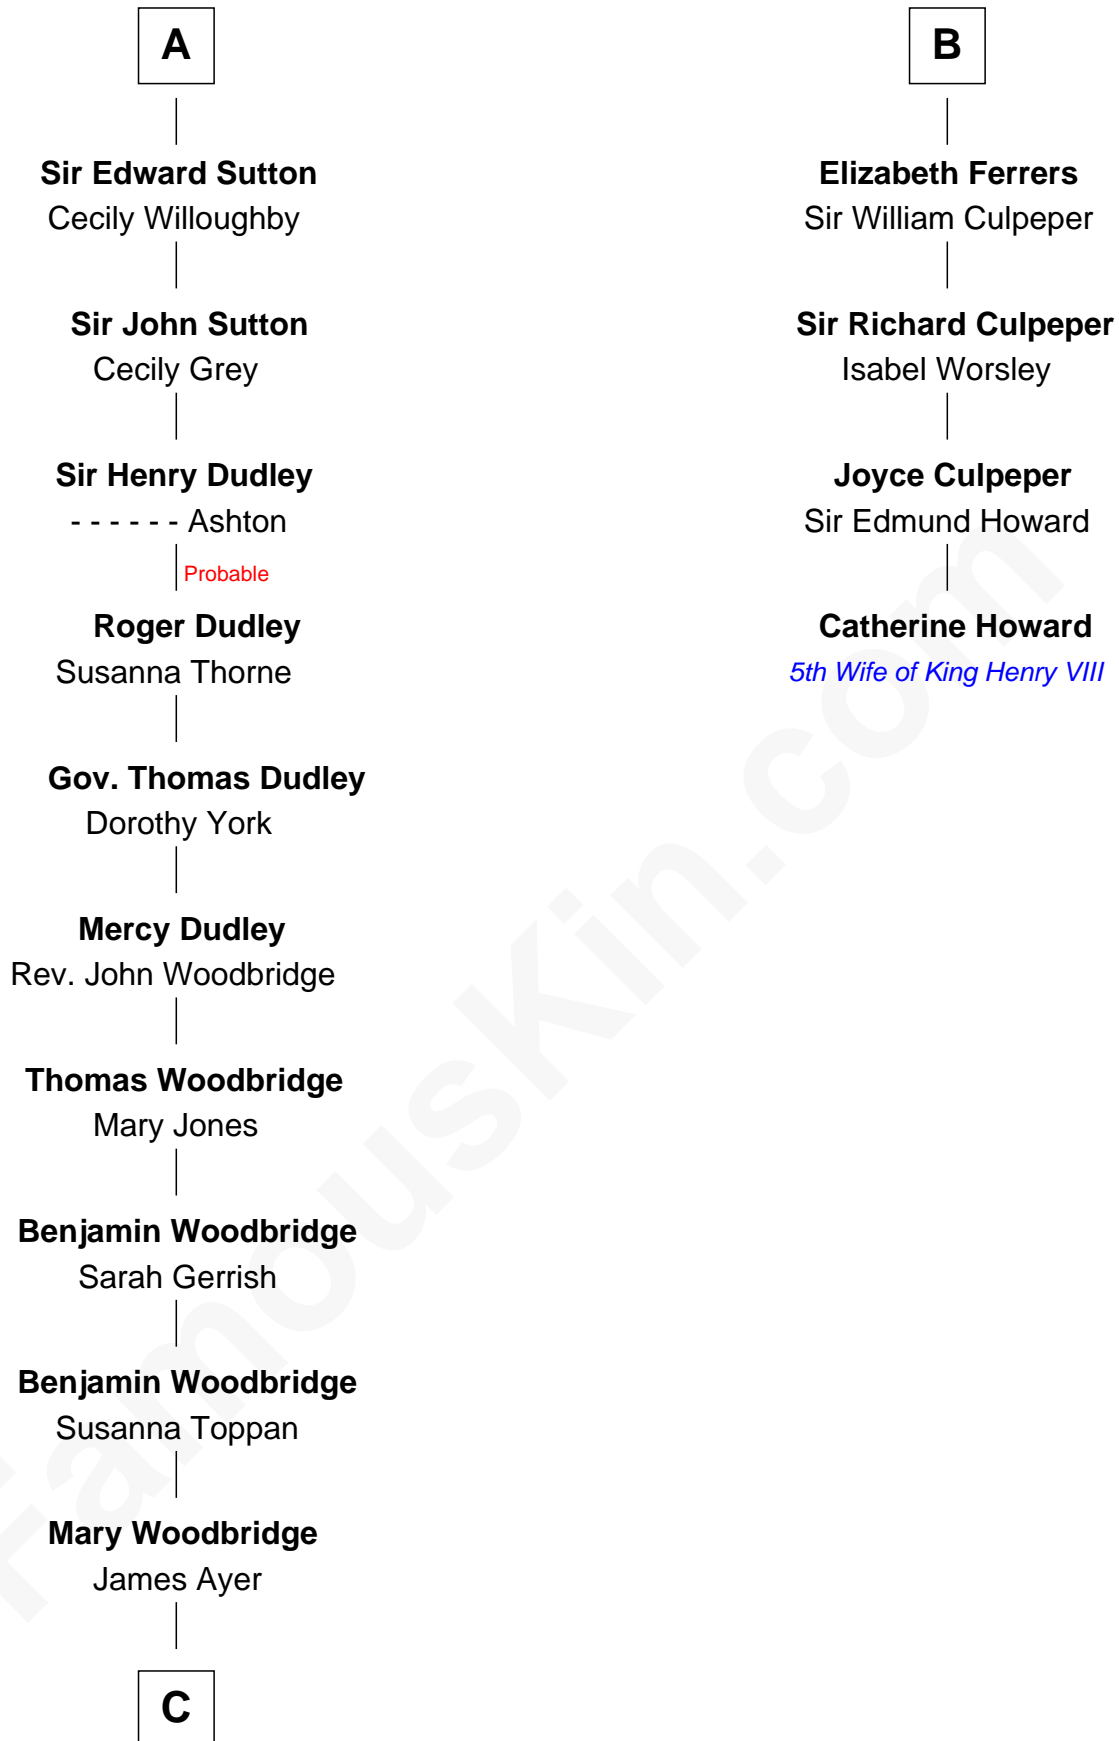 A
Sir Edward Sutton
Cecily Willoughby
Sir John Sutton
Cecily Grey
Sir Henry Dudley
- - - - - - Ashton
Probable
Roger Dudley
Susanna Thorne
Gov. Thomas Dudley
Dorothy York
Mercy Dudley
Rev. John Woodbridge
Thomas Woodbridge
Mary Jones
Benjamin Woodbridge
Sarah Gerrish
Benjamin Woodbridge
Susanna Toppan
Mary Woodbridge
James Ayer
C
B
Elizabeth Ferrers
Sir William Culpeper
Sir Richard Culpeper
Isabel Worsley
Joyce Culpeper
Sir Edmund Howard
Catherine Howard
5th Wife of King Henry VIII
FamousKin.com